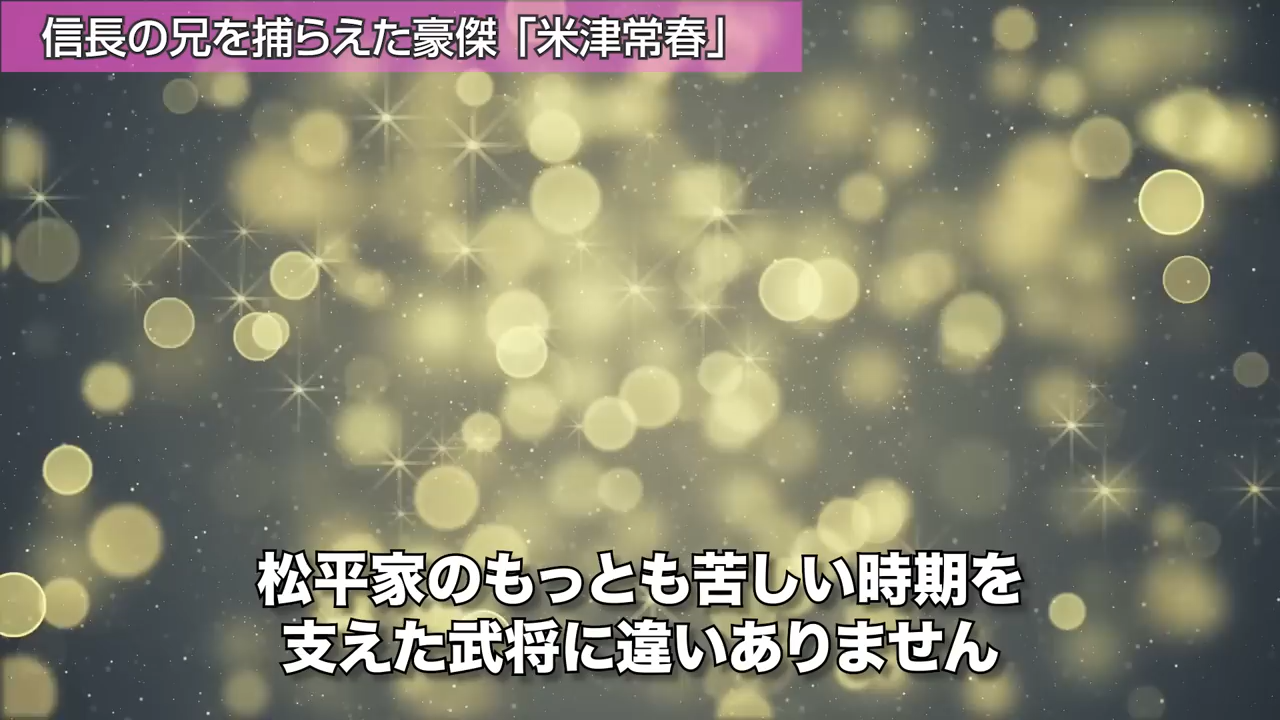 信長の兄を捕らえた豪傑「米津常春」
松平家のもっとも苦しい時期を
支えた武将に違いありません